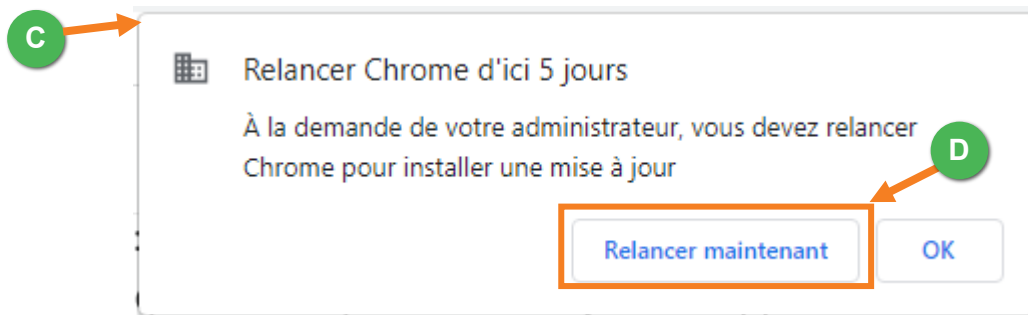 C
Relancer Chrome d'ici 5 jours
À la demande de votre administrateur, vous devez relancer
Chrome pour installer une mise à jour
D
Relancer maintenant
OK